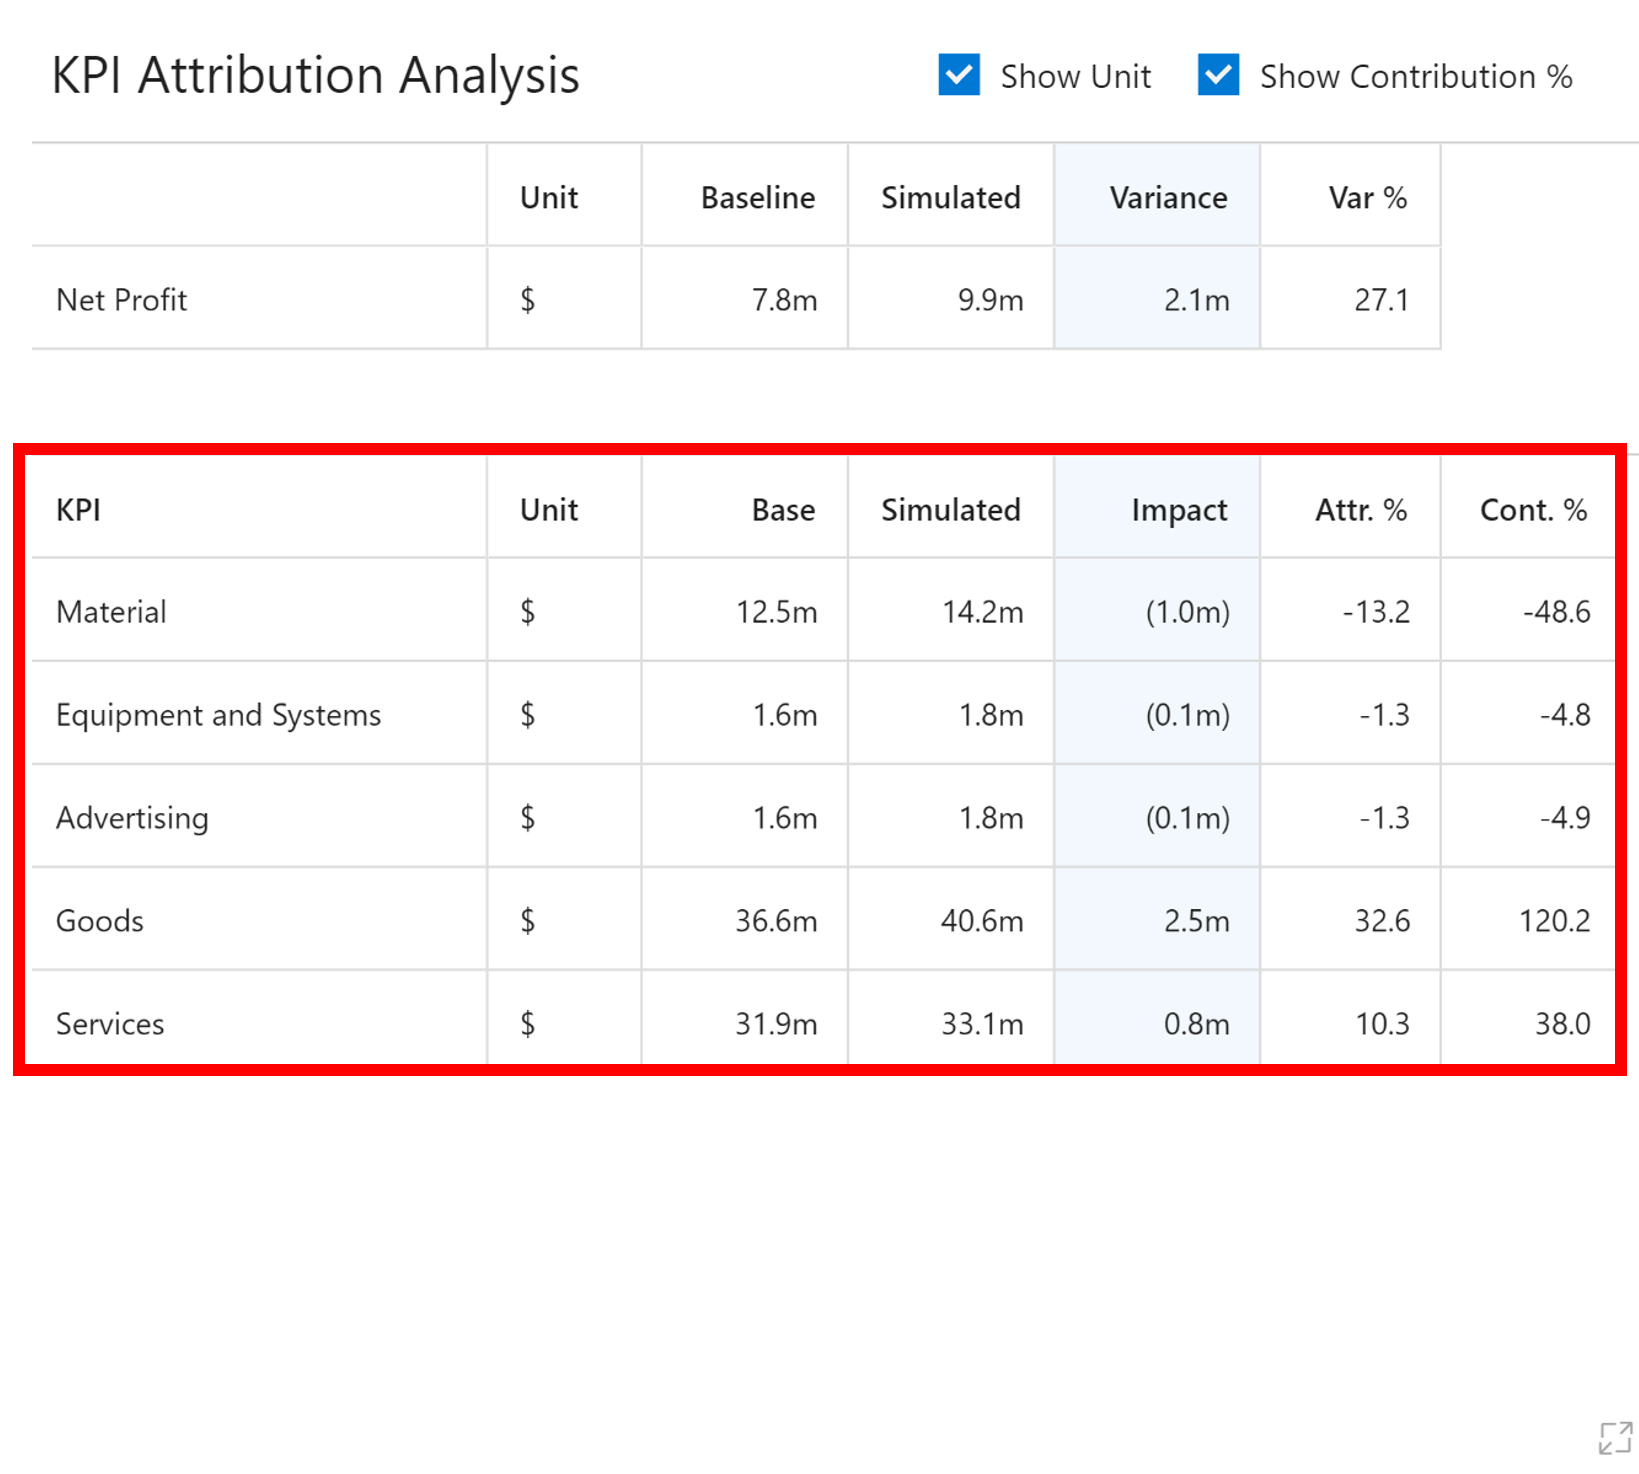 KPI Attribution Analysis Show Unit Show Contribution %
Unit Baseline Simulated Variance Var %
Net Profit $ 7.8m 9.9m 2.1m 27.1
KPI Unit Base Simulated Impact Attr. % Cont. %
Material $ 12.5m 14.2m (1.0m) -13.2 -48.6
Equipment and Systems $ 1.6m 1.8m (0.1m) -1.3 -4.8
Advertising $ 1.6m 1.8m (0.1m) -1.3 -4.9
Goods $ 36.6m 40.6m 2.5m 32.6 120.2
Services $ 31.9m 33.1m 0.8m 10.3 38.0